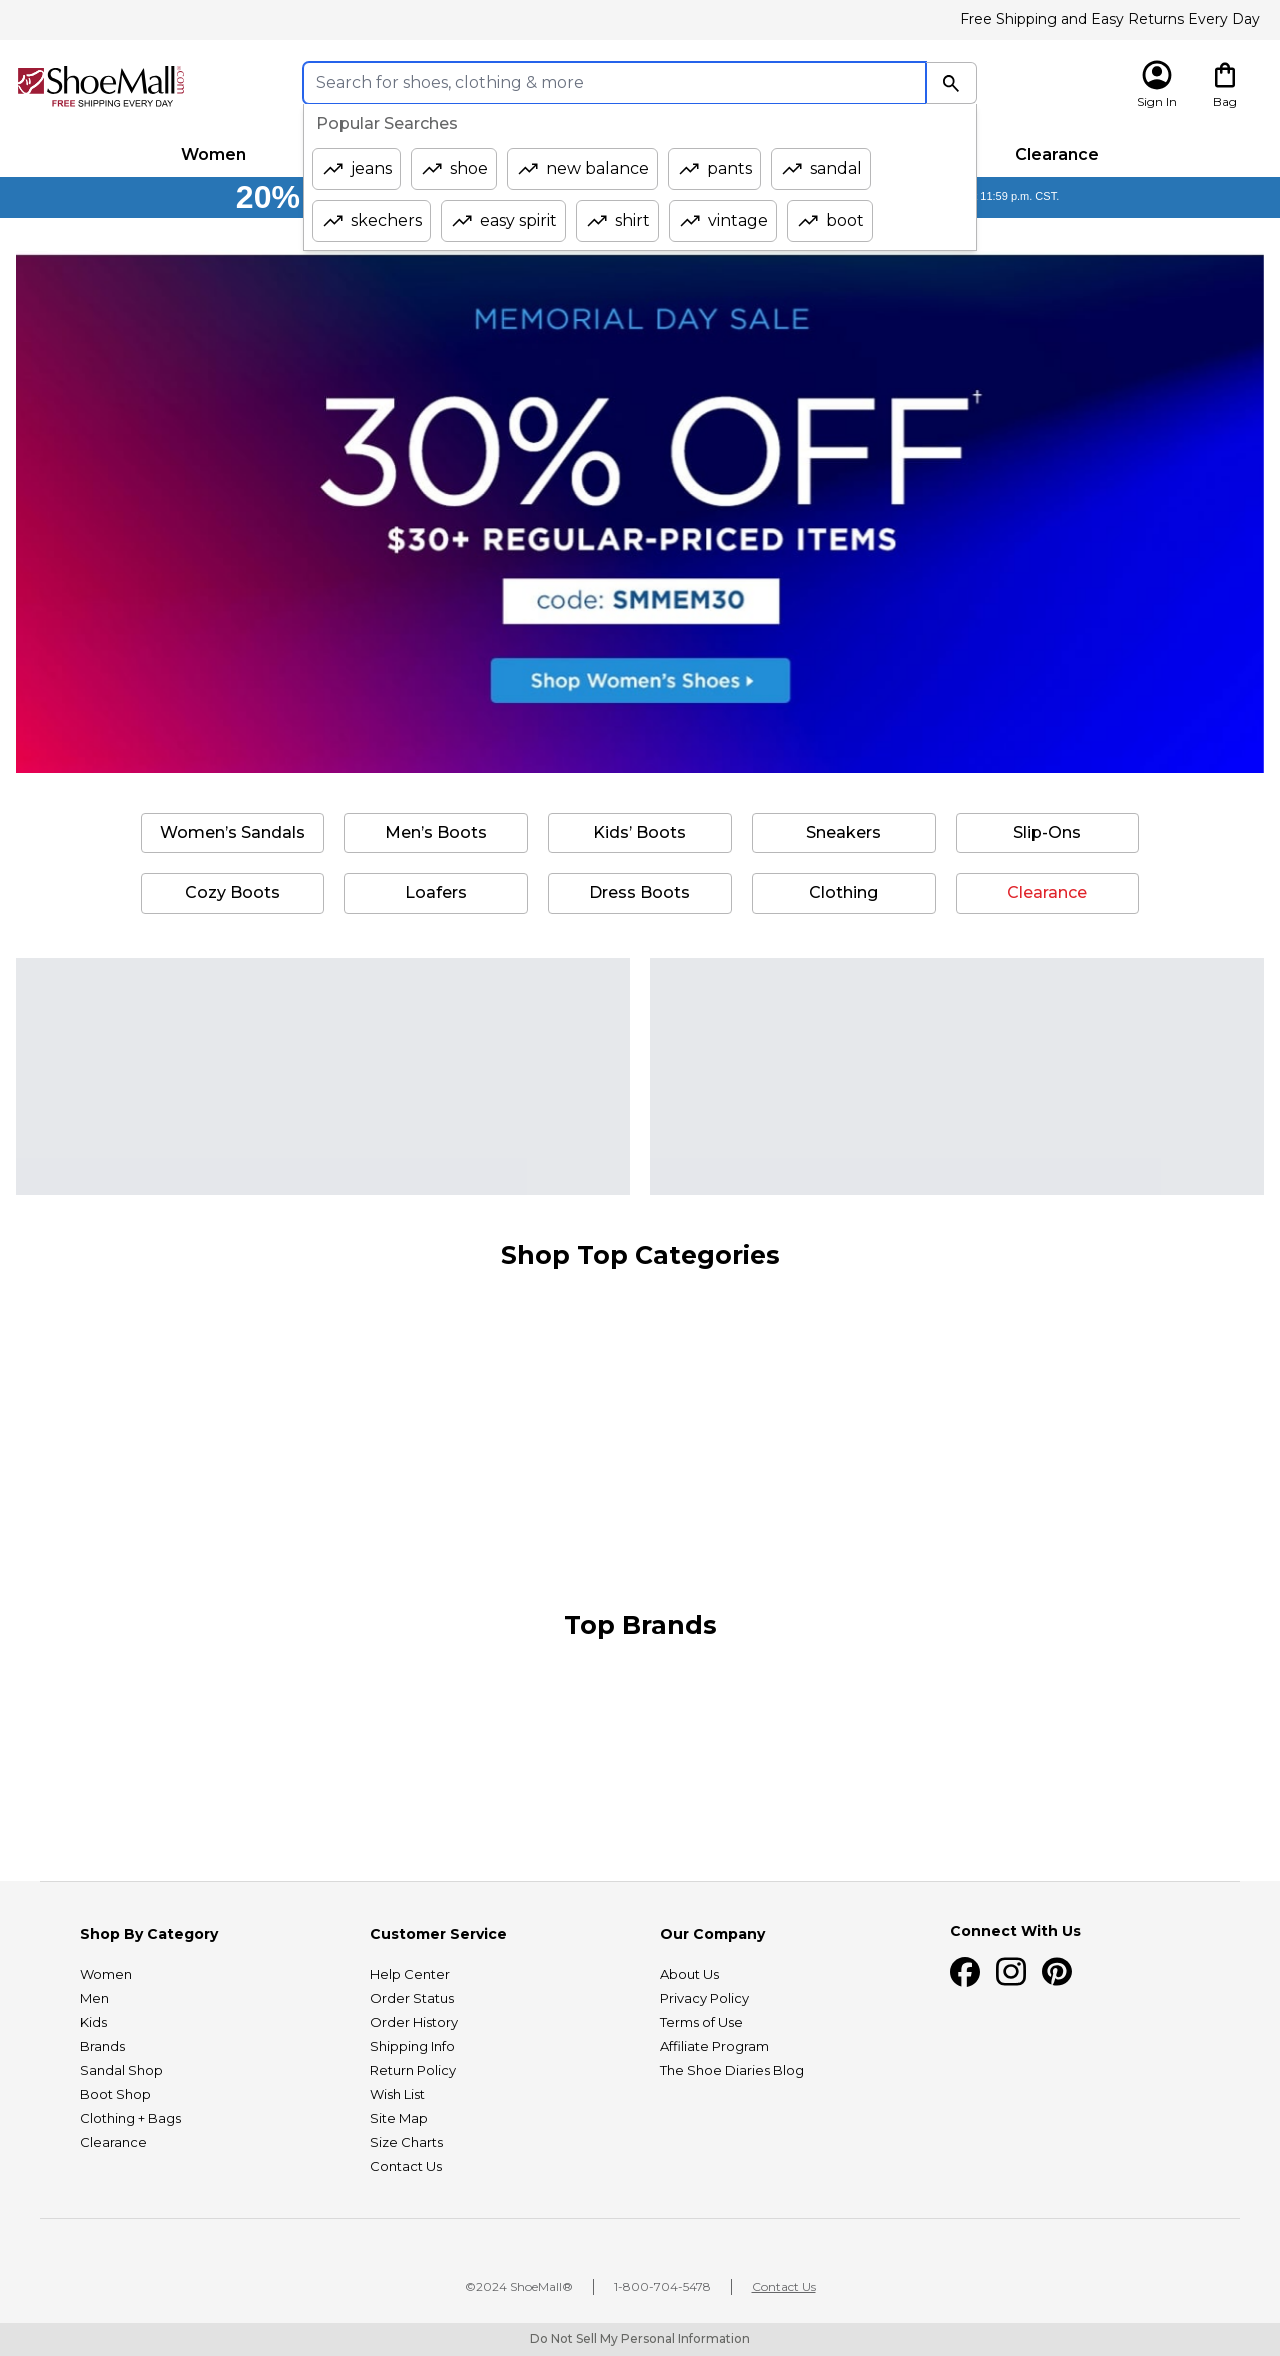 Free Shipping and Easy Returns Every Day
ShoeMall®.com
FREE SHIPPING EVERY DAY
Search for shoes, clothing & more
Sign In
Bag
Popular Searches
Women
Clearance
jeans
shoe
new balance
pants
sandal
20%
11:59 p.m. CST.
skechers
easy spirit
shirt
vintage
boot
MEMORIAL DAY SALE
30% OFF†
$30+ REGULAR-PRICED ITEMS
code: SMMEM30
Shop Women's Shoes
Women’s Sandals
Men’s Boots
Kids’ Boots
Sneakers
Slip-Ons
Cozy Boots
Loafers
Dress Boots
Clothing
Clearance
Shop Top Categories
Top Brands
Shop By Category
Women
Men
Kids
Brands
Sandal Shop
Boot Shop
Clothing + Bags
Clearance
Customer Service
Help Center
Order Status
Order History
Shipping Info
Return Policy
Wish List
Site Map
Size Charts
Contact Us
Our Company
About Us
Privacy Policy
Terms of Use
Affiliate Program
The Shoe Diaries Blog
Connect With Us
©2024 ShoeMall®
1-800-704-5478
Contact Us
Do Not Sell My Personal Information